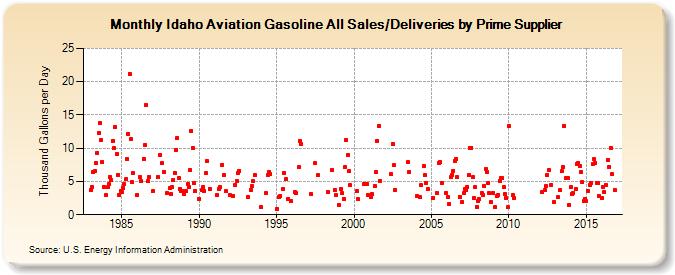 Monthly Idaho Aviation Gasoline All Sales/Deliveries by Prime Supplier
Thousand Gallons per Day
25
20
15
10
5
0
1985 1990 1995 2000 2005 2010 2015
Source: U.S. Energy Information Administration